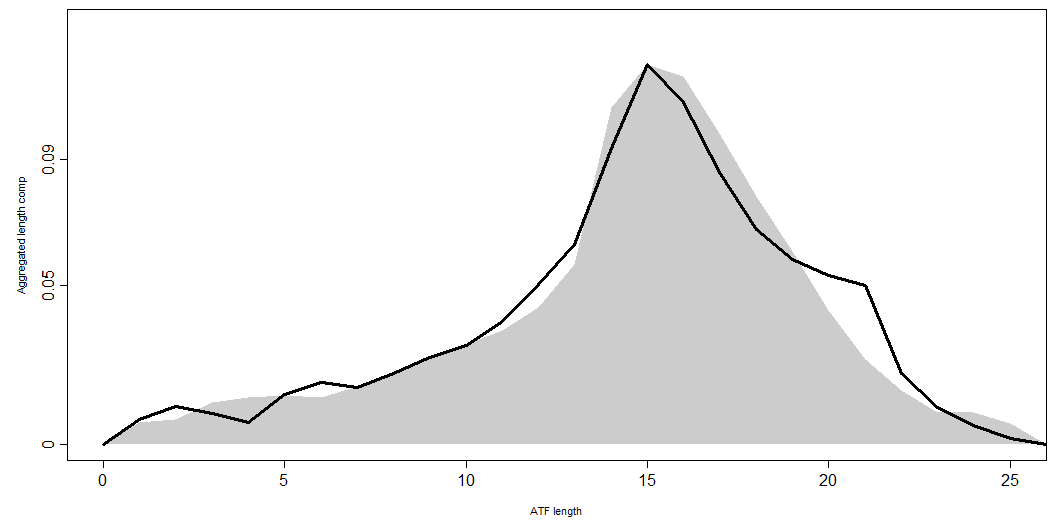 0.09
0.05
0
Aggregated length comp
0 5 10 15 20 25
ATF length